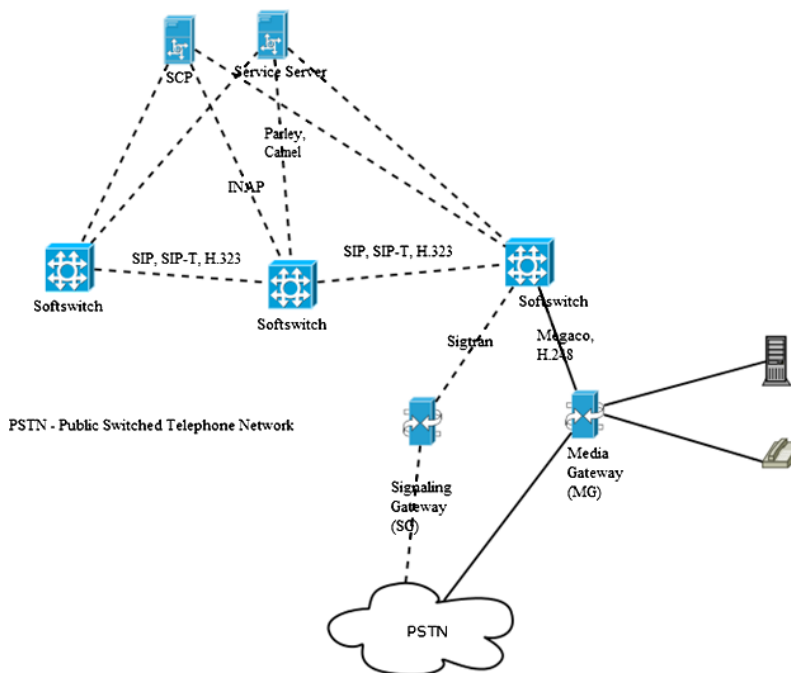 SCP
Service Server
Parley,
Camel
INAP
SIP, SIP-T, H.323
SIP, SIP-T, H.323
Softswitch
Softswitch
Softswitch
Sigtran
Megaco,
H.248
PSTN - Public Switched Telephone Network
Media
Gateway
(MG)
Signaling
Gateway
(SG)
PSTN